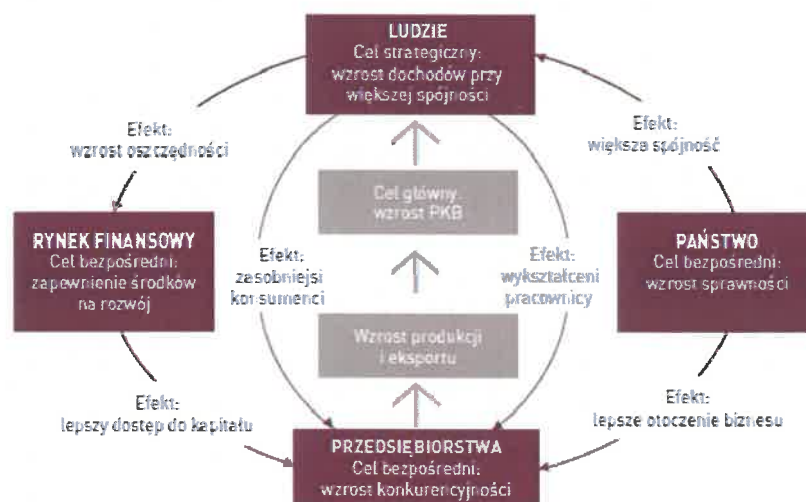 LUDZIE
Cel strategiczny:
wzrost dochodów przy
większej spójności
Efekt:
wzrost oszczędności
Efekt:
większa spójność
Cel główny:
wzrost PKB
RYNEK FINANSOWY
Cel bezpośredni:
zapewnienie środków
na rozwój
Efekt:
zasobniejsi
konsumenci
Efekt:
wykształceni
pracownicy
PAŃSTWO
Cel bezpośredni:
wzrost sprawności
Wzrost produkcji
i eksportu
Efekt:
lepszy dostęp do kapitału
Efekt:
lepsze otoczenie biznesu
PRZEDSIĘBIORSTWA
Cel bezpośredni:
wzrost konkurencyjności